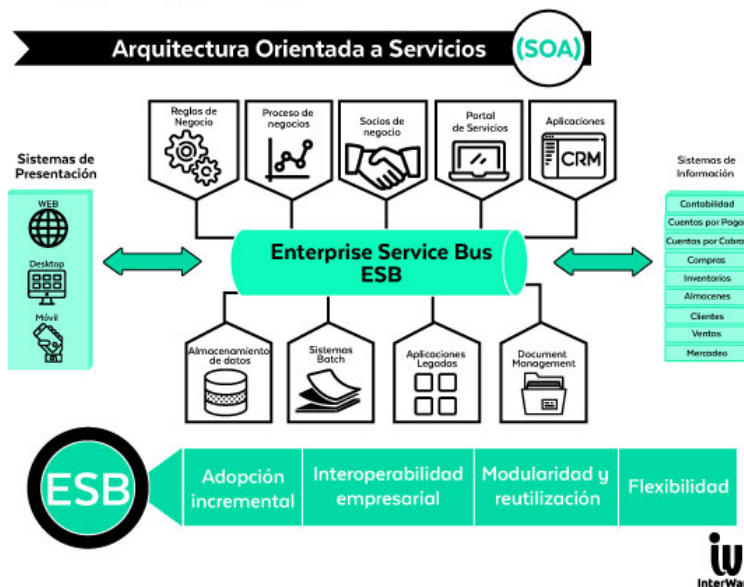 Arquitectura Orientada a Servicios
(SOA)
Reglas de
Negocio
Proceso de
negocios
Socios de
negocio
Portal
de Servicios
Aplicaciones
CRM
Sistemas de
Presentación
WEB
Desktop
Móvil
Enterprise Service Bus
ESB
Sistemas de
Información
Contabilidad
Cuentas por Pagar
Cuentas por Cobrar
Compras
Inventarios
Almacenes
Clientes
Ventas
Mercadeo
Almacenamiento
de datos
Sistemas
Batch
Aplicaciones
Legadas
Document
Management
ESB
Adopción
incremental
Interoperabilidad
empresarial
Modularidad y
reutilización
Flexibilidad
iw
InterWar